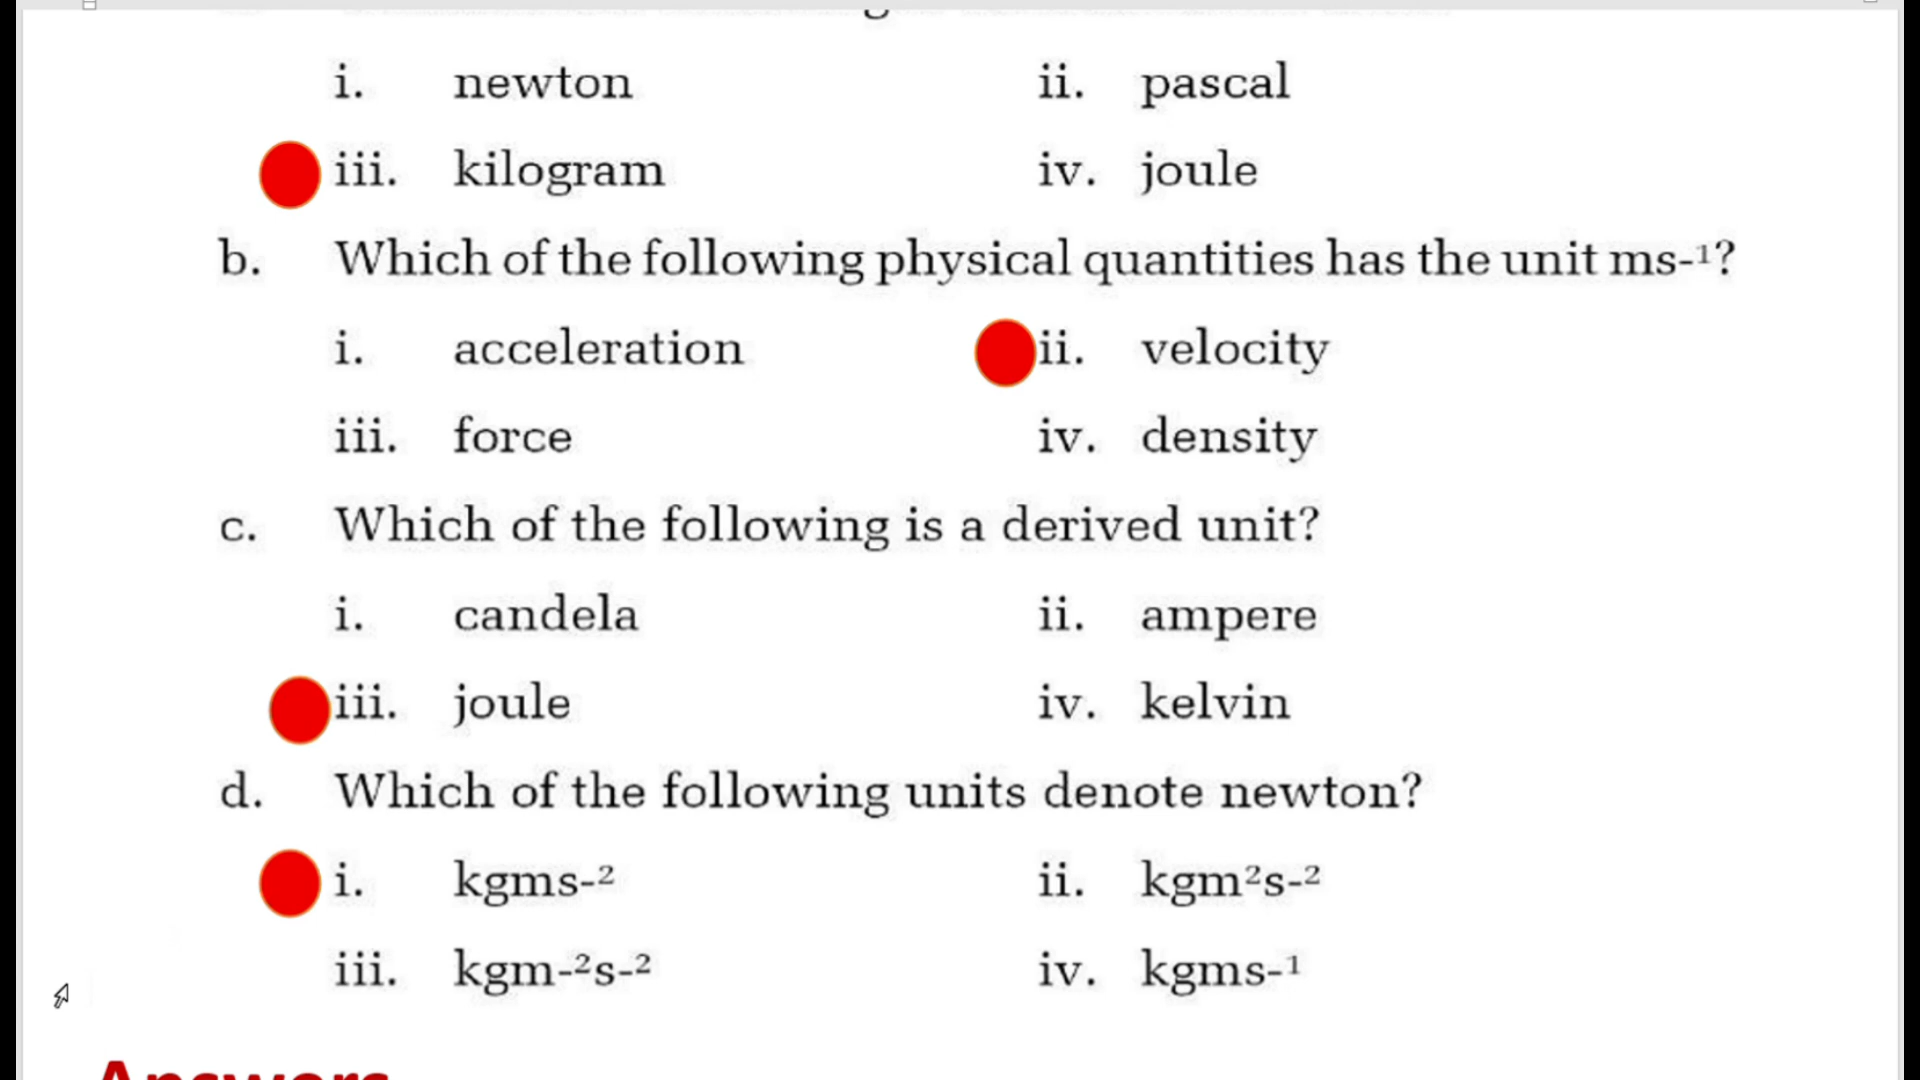 i. newton ii. pascal
iii. kilogram iv. joule
b. Which of the following physical quantities has the unit ms-¹?
i. acceleration ii. velocity
iii. force iv. density
c. Which of the following is a derived unit?
i. candela ii. ampere
iii. joule iv. kelvin
d. Which of the following units denote newton?
i. kgms-² ii. kgm²s-²
iii. kgm-²s-² iv. kgms-¹
Answers